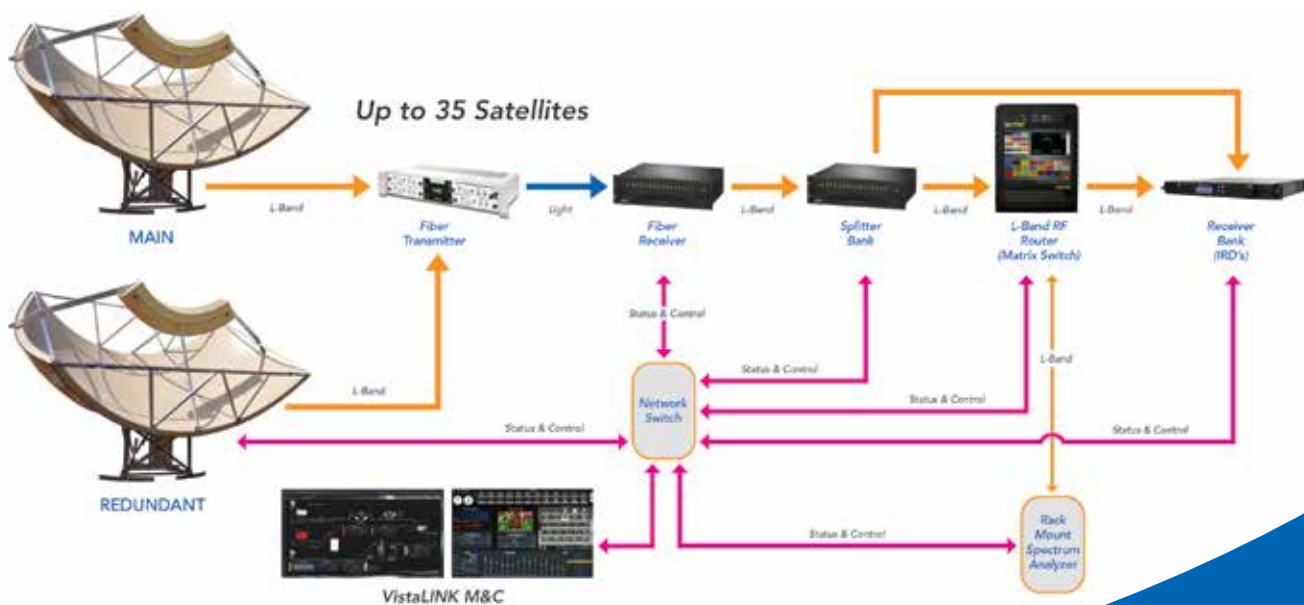 Up to 35 Satellites
L-Band
Light
L-Band
L-Band
L-Band
MAIN
Fiber
Transmitter
Fiber
Receiver
Splitter
Bank
L-Band RF
Router
(Matrix Switch)
Receiver
Bank
(IRD's)
Status & Control
L-Band
Status & Control
L-Band
Network
Switch
Status & Control
Status & Control
Status & Control
REDUNDANT
Status & Control
Rack
Mount
Spectrum
Analyzer
VistaLINK M&C